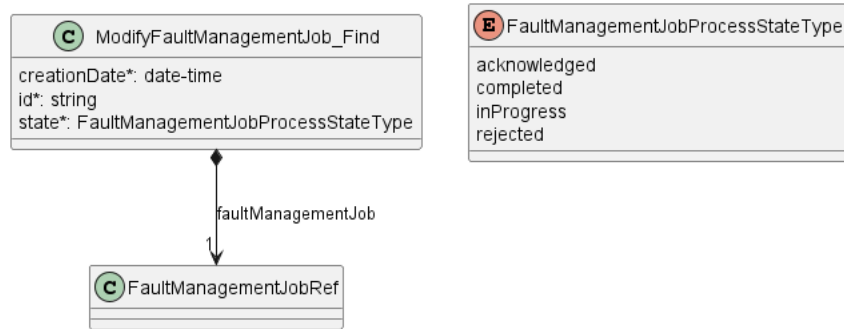 C ModifyFaultManagementJob_Find
creationDate*: date-time
id*: string
state*: FaultManagementJobProcessStateType
E FaultManagementJobProcessStateType
acknowledged
completed
inProgress
rejected
faultManagementJob
1
C FaultManagementJobRef